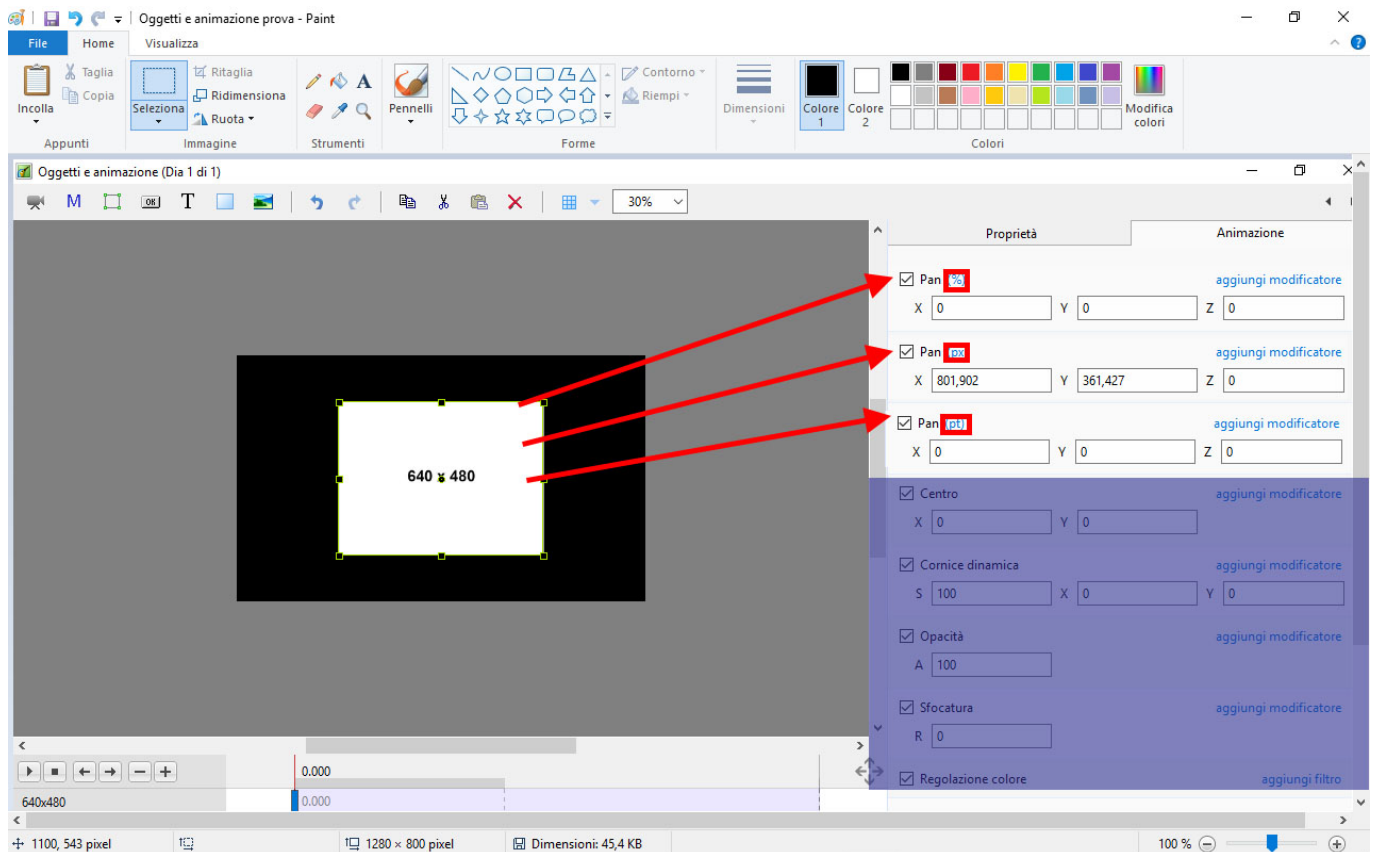 Oggetti e animazione prova - Paint
File Home Visualizza
Incolla
Taglia
Copia
Appunti
Seleziona
Ritaglia
Ridimensiona
Ruota
Immagine
A
Strumenti
Pennelli
Contorno
Riempi
Forme
Dimensioni
Colore 1
Colore 2
Modifica colori
Colori
Oggetti e animazione (Dia 1 di 1)
M OK T 30%
Proprietà Animazione
Pan (%) aggiungi modificatore
X 0 Y 0 Z 0
Pan (px) aggiungi modificatore
X 801,902 Y 361,427 Z 0
Pan (pt) aggiungi modificatore
X 0 Y 0 Z 0
Centro aggiungi modificatore
X 0 Y 0
Cornice dinamica aggiungi modificatore
S 100 X 0 Y 0
Opacità aggiungi modificatore
A 100
Sfocatura aggiungi modificatore
R 0
Regolazione colore aggiungi filtro
640 x 480
0.000
640x480 0.000
1100, 543 pixel 1280 × 800 pixel Dimensioni: 45,4 KB 100 %